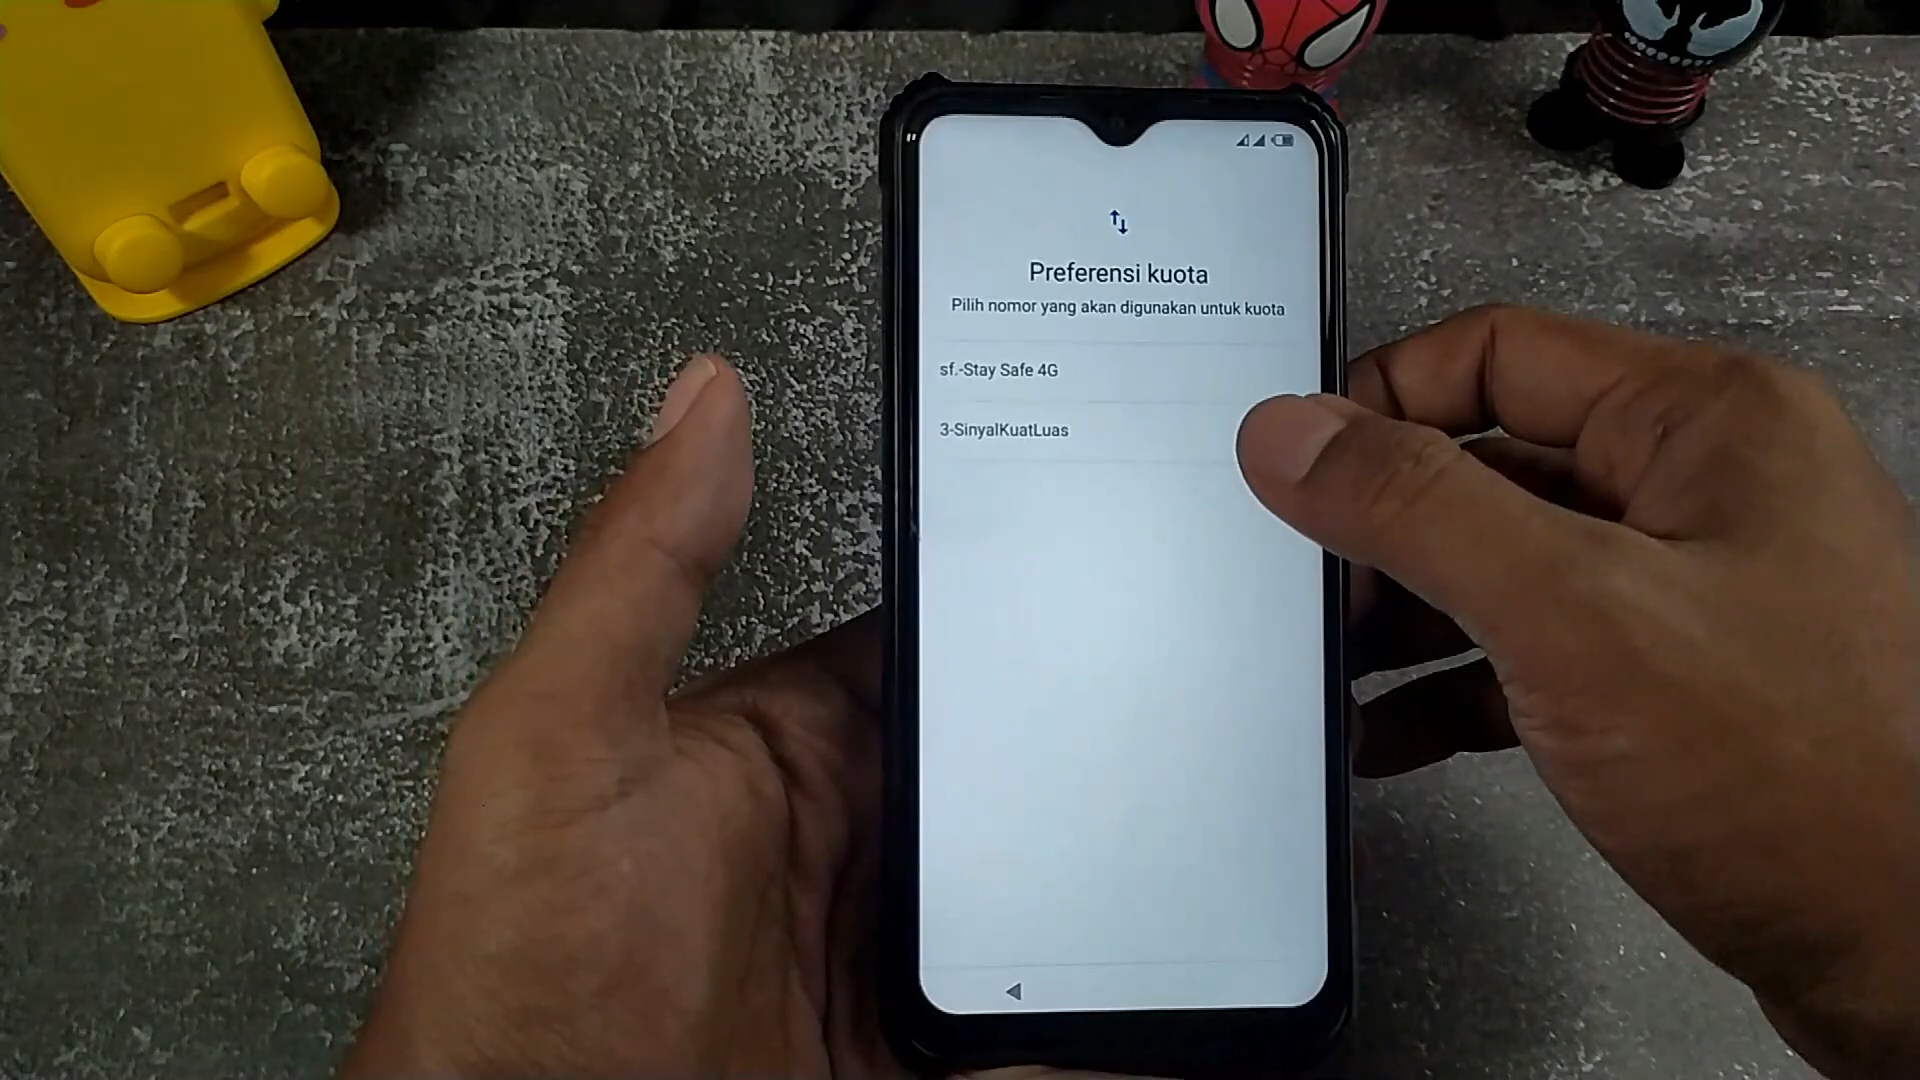 Preferensi kuota
Pilih nomor yang akan digunakan untuk kuota
sf.-Stay Safe 4G
3-SinyalKuatLuas